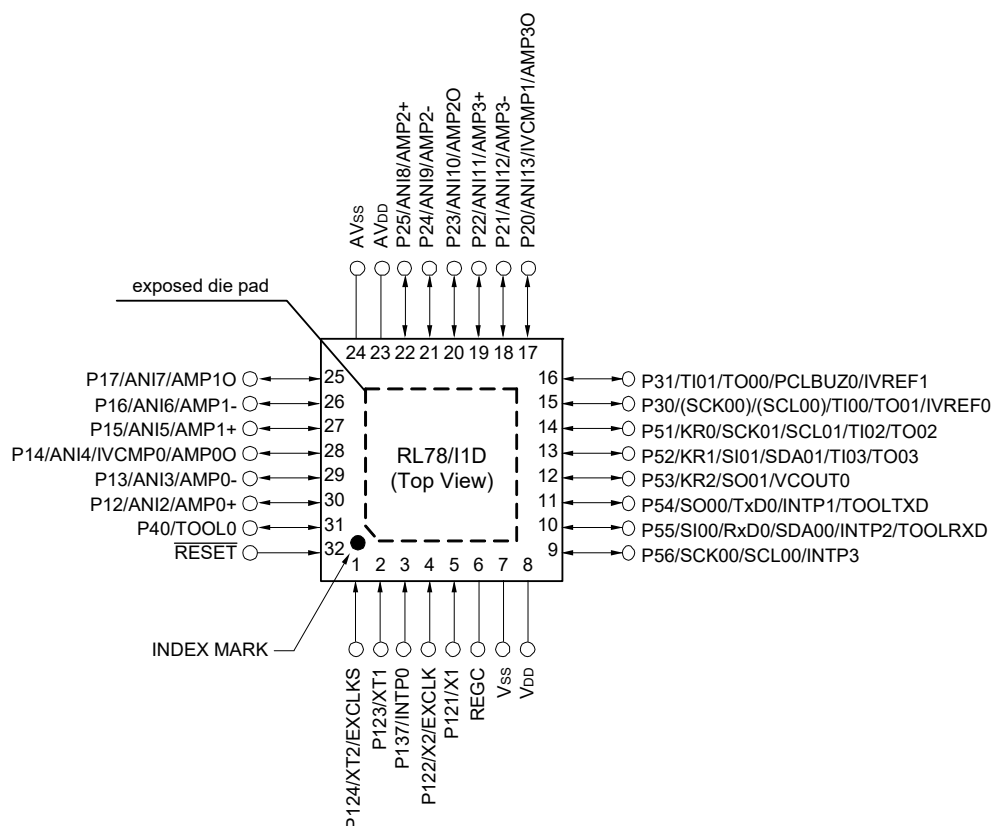 AVSS
AVDD
P25/ANI8/AMP2+
P24/ANI9/AMP2-
P23/ANI10/AMP2O
P22/ANI11/AMP3+
P21/ANI12/AMP3-
P20/ANI13/IVCMP1/AMP3O
exposed die pad
24 23 22 21 20 19 18 17
P17/ANI7/AMP1O 25
P16/ANI6/AMP1- 26
P15/ANI5/AMP1+ 27
P14/ANI4/IVCMP0/AMP0O 28
P13/ANI3/AMP0- 29
P12/ANI2/AMP0+ 30
P40/TOOL0 31
RESET 32
RL78/I1D
(Top View)
16 P31/TI01/TO00/PCLBUZ0/IVREF1
15 P30/(SCK00)/(SCL00)/TI00/TO01/IVREF0
14 P51/KR0/SCK01/SCL01/TI02/TO02
13 P52/KR1/SI01/SDA01/TI03/TO03
12 P53/KR2/SO01/VCOUT0
11 P54/SO00/TxD0/INTP1/TOOLTXD
10 P55/SI00/RxD0/SDA00/INTP2/TOOLRXD
9 P56/SCK00/SCL00/INTP3
1 2 3 4 5 6 7 8
INDEX MARK
P124/XT2/EXCLKS
P123/XT1
P137/INTP0
P122/X2/EXCLK
P121/X1
REGC
VSS
VDD